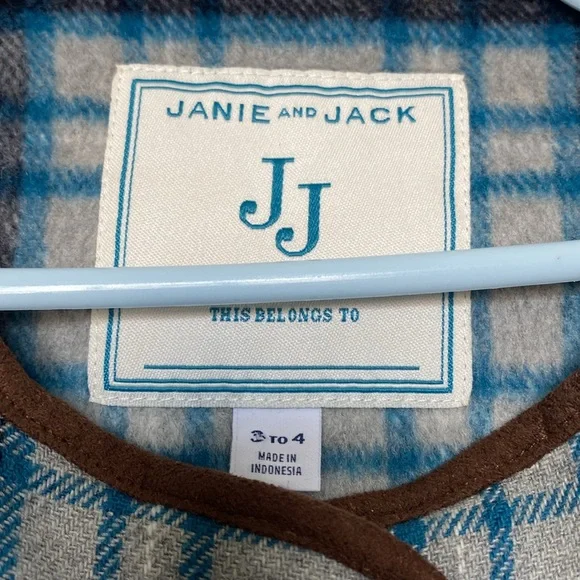 JANIE AND JACK
JJ
THIS BELONGS TO
3 TO 4
MADE IN
INDONESIA